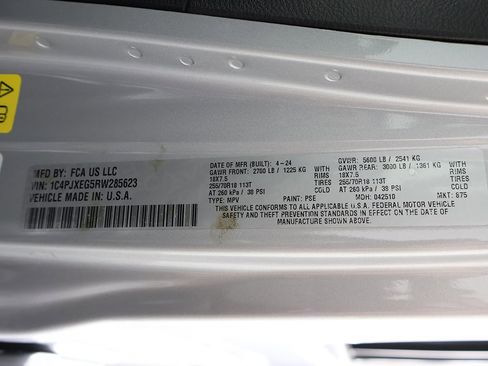 MFD BY: FCA US LLC
VIN: 1C4PJXEG5RW285623
VEHICLE MADE IN: U.S.A.
DATE OF MFR (BUILT): 4-24
GVWR: 5600 LB / 2541 KG
GAWR FRONT: 2700 LB / 1225 KG
GAWR REAR: 3000 LB / 1361 KG
18X7.5 RIMS
18X7.5 RIMS
255/70R18 113T TIRES
255/70R18 113T TIRES
AT 260 kPa / 38 PSI COLD
AT 260 kPa / 38 PSI COLD
TYPE: MPV PAINT: PSE MDH: 042510 MKT: 875
THIS VEHICLE CONFORMS TO ALL APPLICABLE U.S.A. FEDERAL MOTOR VEHICLE
SAFETY AND THEFT PREVENTION STANDARDS IN EFFECT ON THE DATE OF
MANUFACTURE SHOWN ABOVE.